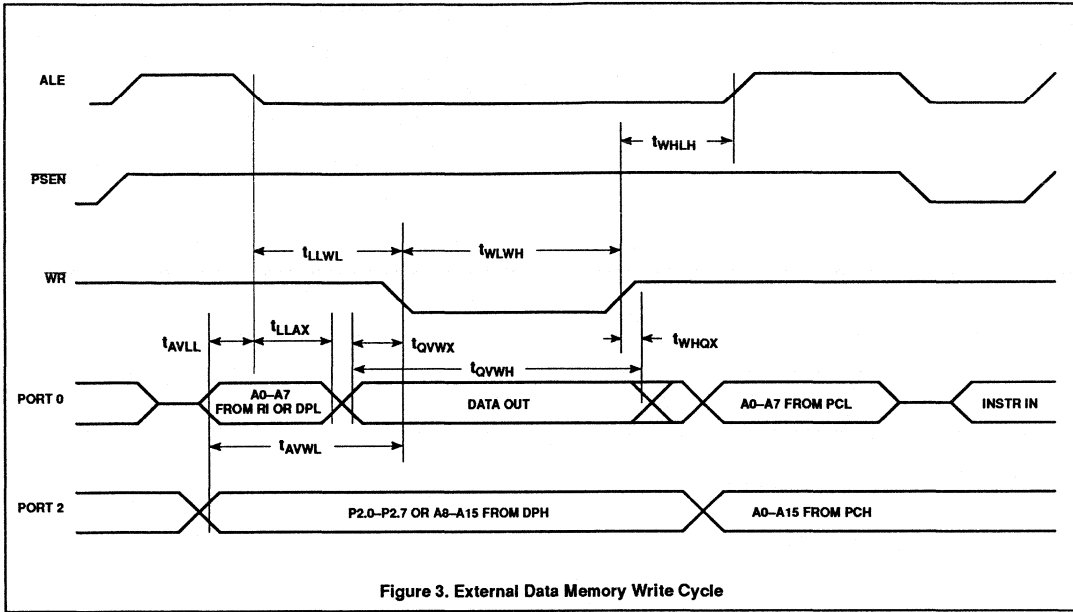 ALE
tWHLH
PSEN
tLLWL
tWLWH
WR
tAVLL
tLLAX
tQVWX
tWHQX
tQVWH
PORT 0
A0–A7
FROM RI OR DPL
DATA OUT
A0–A7 FROM PCL
INSTR IN
tAVWL
PORT 2
P2.0–P2.7 OR A8–A15 FROM DPH
A0–A15 FROM PCH
Figure 3. External Data Memory Write Cycle